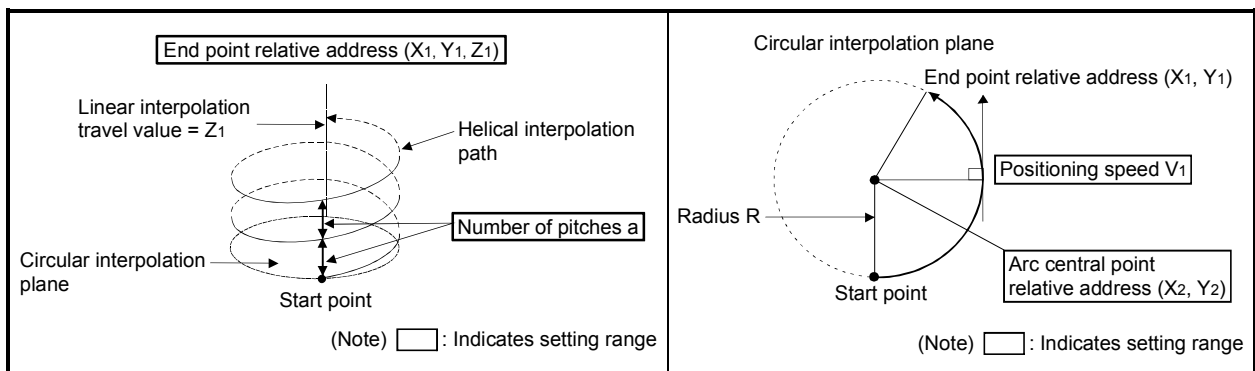 End point relative address (X1, Y1, Z1)
Linear interpolation
travel value = Z1
Helical interpolation
path
Number of pitches a
Circular interpolation
plane
Start point
(Note) : Indicates setting range
Circular interpolation plane
End point relative address (X1, Y1)
Positioning speed V1
Radius R
Arc central point
relative address (X2, Y2)
Start point
(Note) : Indicates setting range